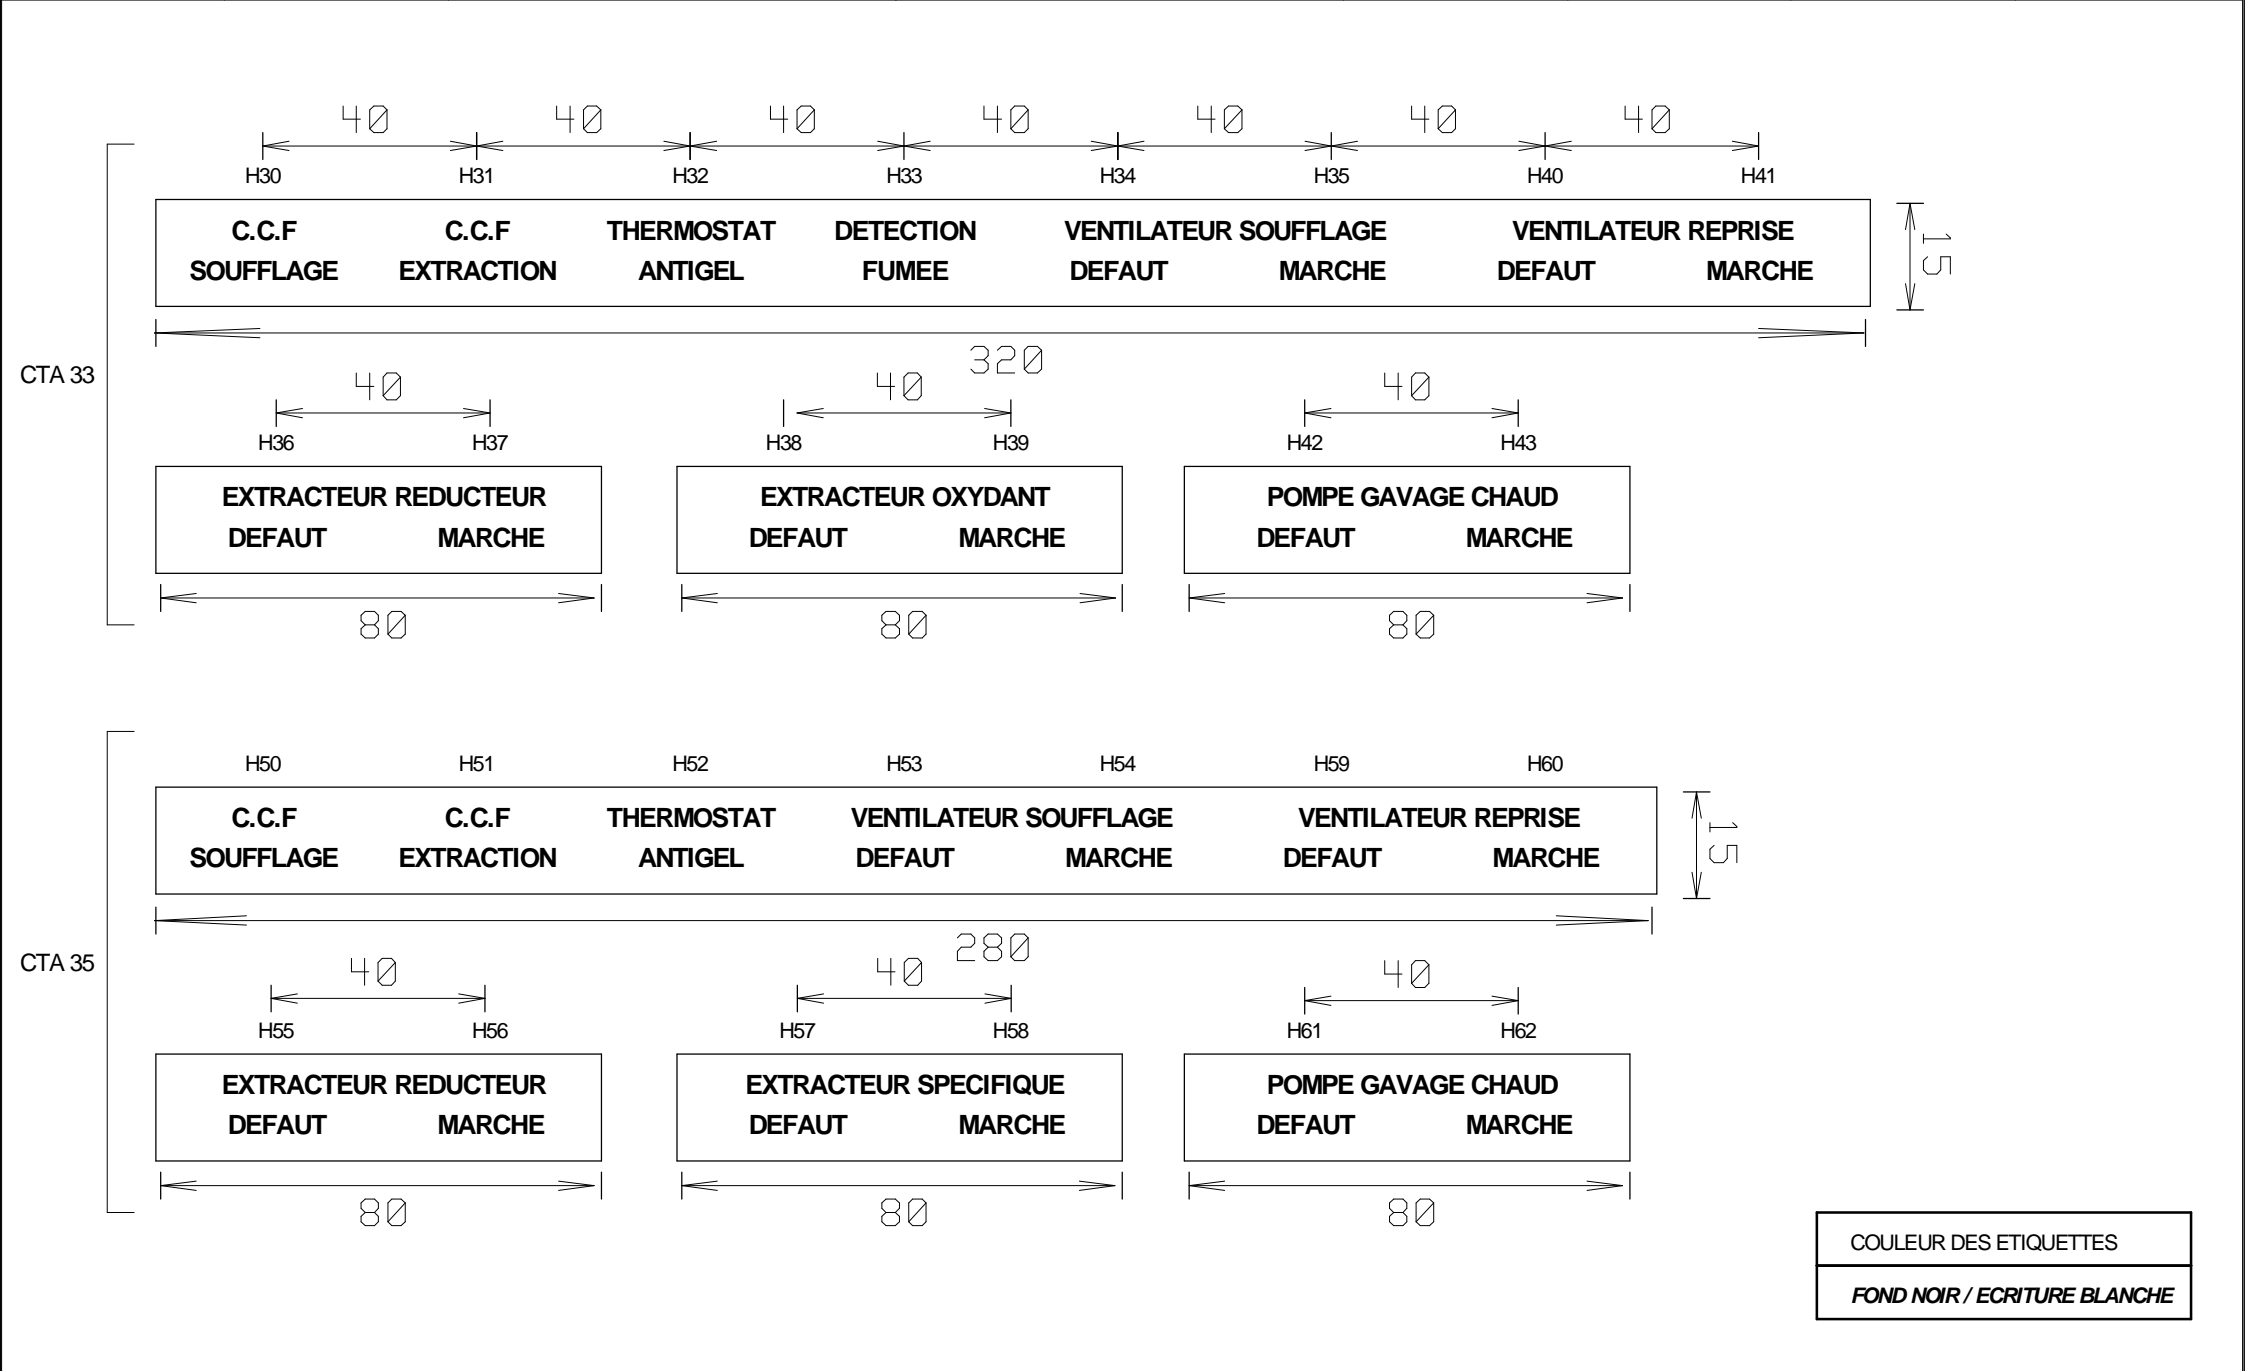 40 40 40 40 40 40 40
H30 H31 H32 H33 H34 H35 H40 H41
C.C.F C.C.F THERMOSTAT DETECTION VENTILATEUR SOUFFLAGE VENTILATEUR REPRISE
SOUFFLAGE EXTRACTION ANTIGEL FUMEE DEFAUT MARCHE DEFAUT MARCHE
15
320
CTA 33
40 40 40
H36 H37 H38 H39 H42 H43
EXTRACTEUR REDUCTEUR EXTRACTEUR OXYDANT POMPE GAVAGE CHAUD
DEFAUT MARCHE DEFAUT MARCHE DEFAUT MARCHE
80 80 80
H50 H51 H52 H53 H54 H59 H60
C.C.F C.C.F THERMOSTAT VENTILATEUR SOUFFLAGE VENTILATEUR REPRISE
SOUFFLAGE EXTRACTION ANTIGEL DEFAUT MARCHE DEFAUT MARCHE
15
280
CTA 35
40 40 40
H55 H56 H57 H58 H61 H62
EXTRACTEUR REDUCTEUR EXTRACTEUR SPECIFIQUE POMPE GAVAGE CHAUD
DEFAUT MARCHE DEFAUT MARCHE DEFAUT MARCHE
80 80 80
COULEUR DES ETIQUETTES
FOND NOIR / ECRITURE BLANCHE